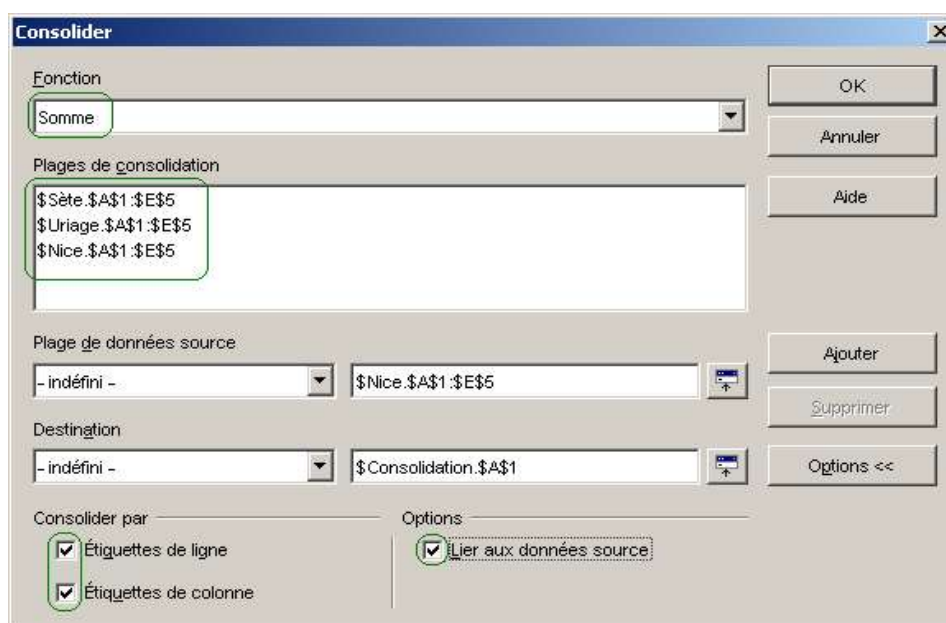 Consolider
Fonction
OK
Somme
Annuler
Plages de consolidation
Aide
$Sète.$A$1:$E$5
$Uriage.$A$1:$E$5
$Nice.$A$1:$E$5
Plage de données source
Ajouter
- indéfini -
$Nice.$A$1:$E$5
Supprimer
Destination
- indéfini -
$Consolidation.$A$1
Options <<
Consolider par
Options
Étiquettes de ligne
Lier aux données source
Étiquettes de colonne